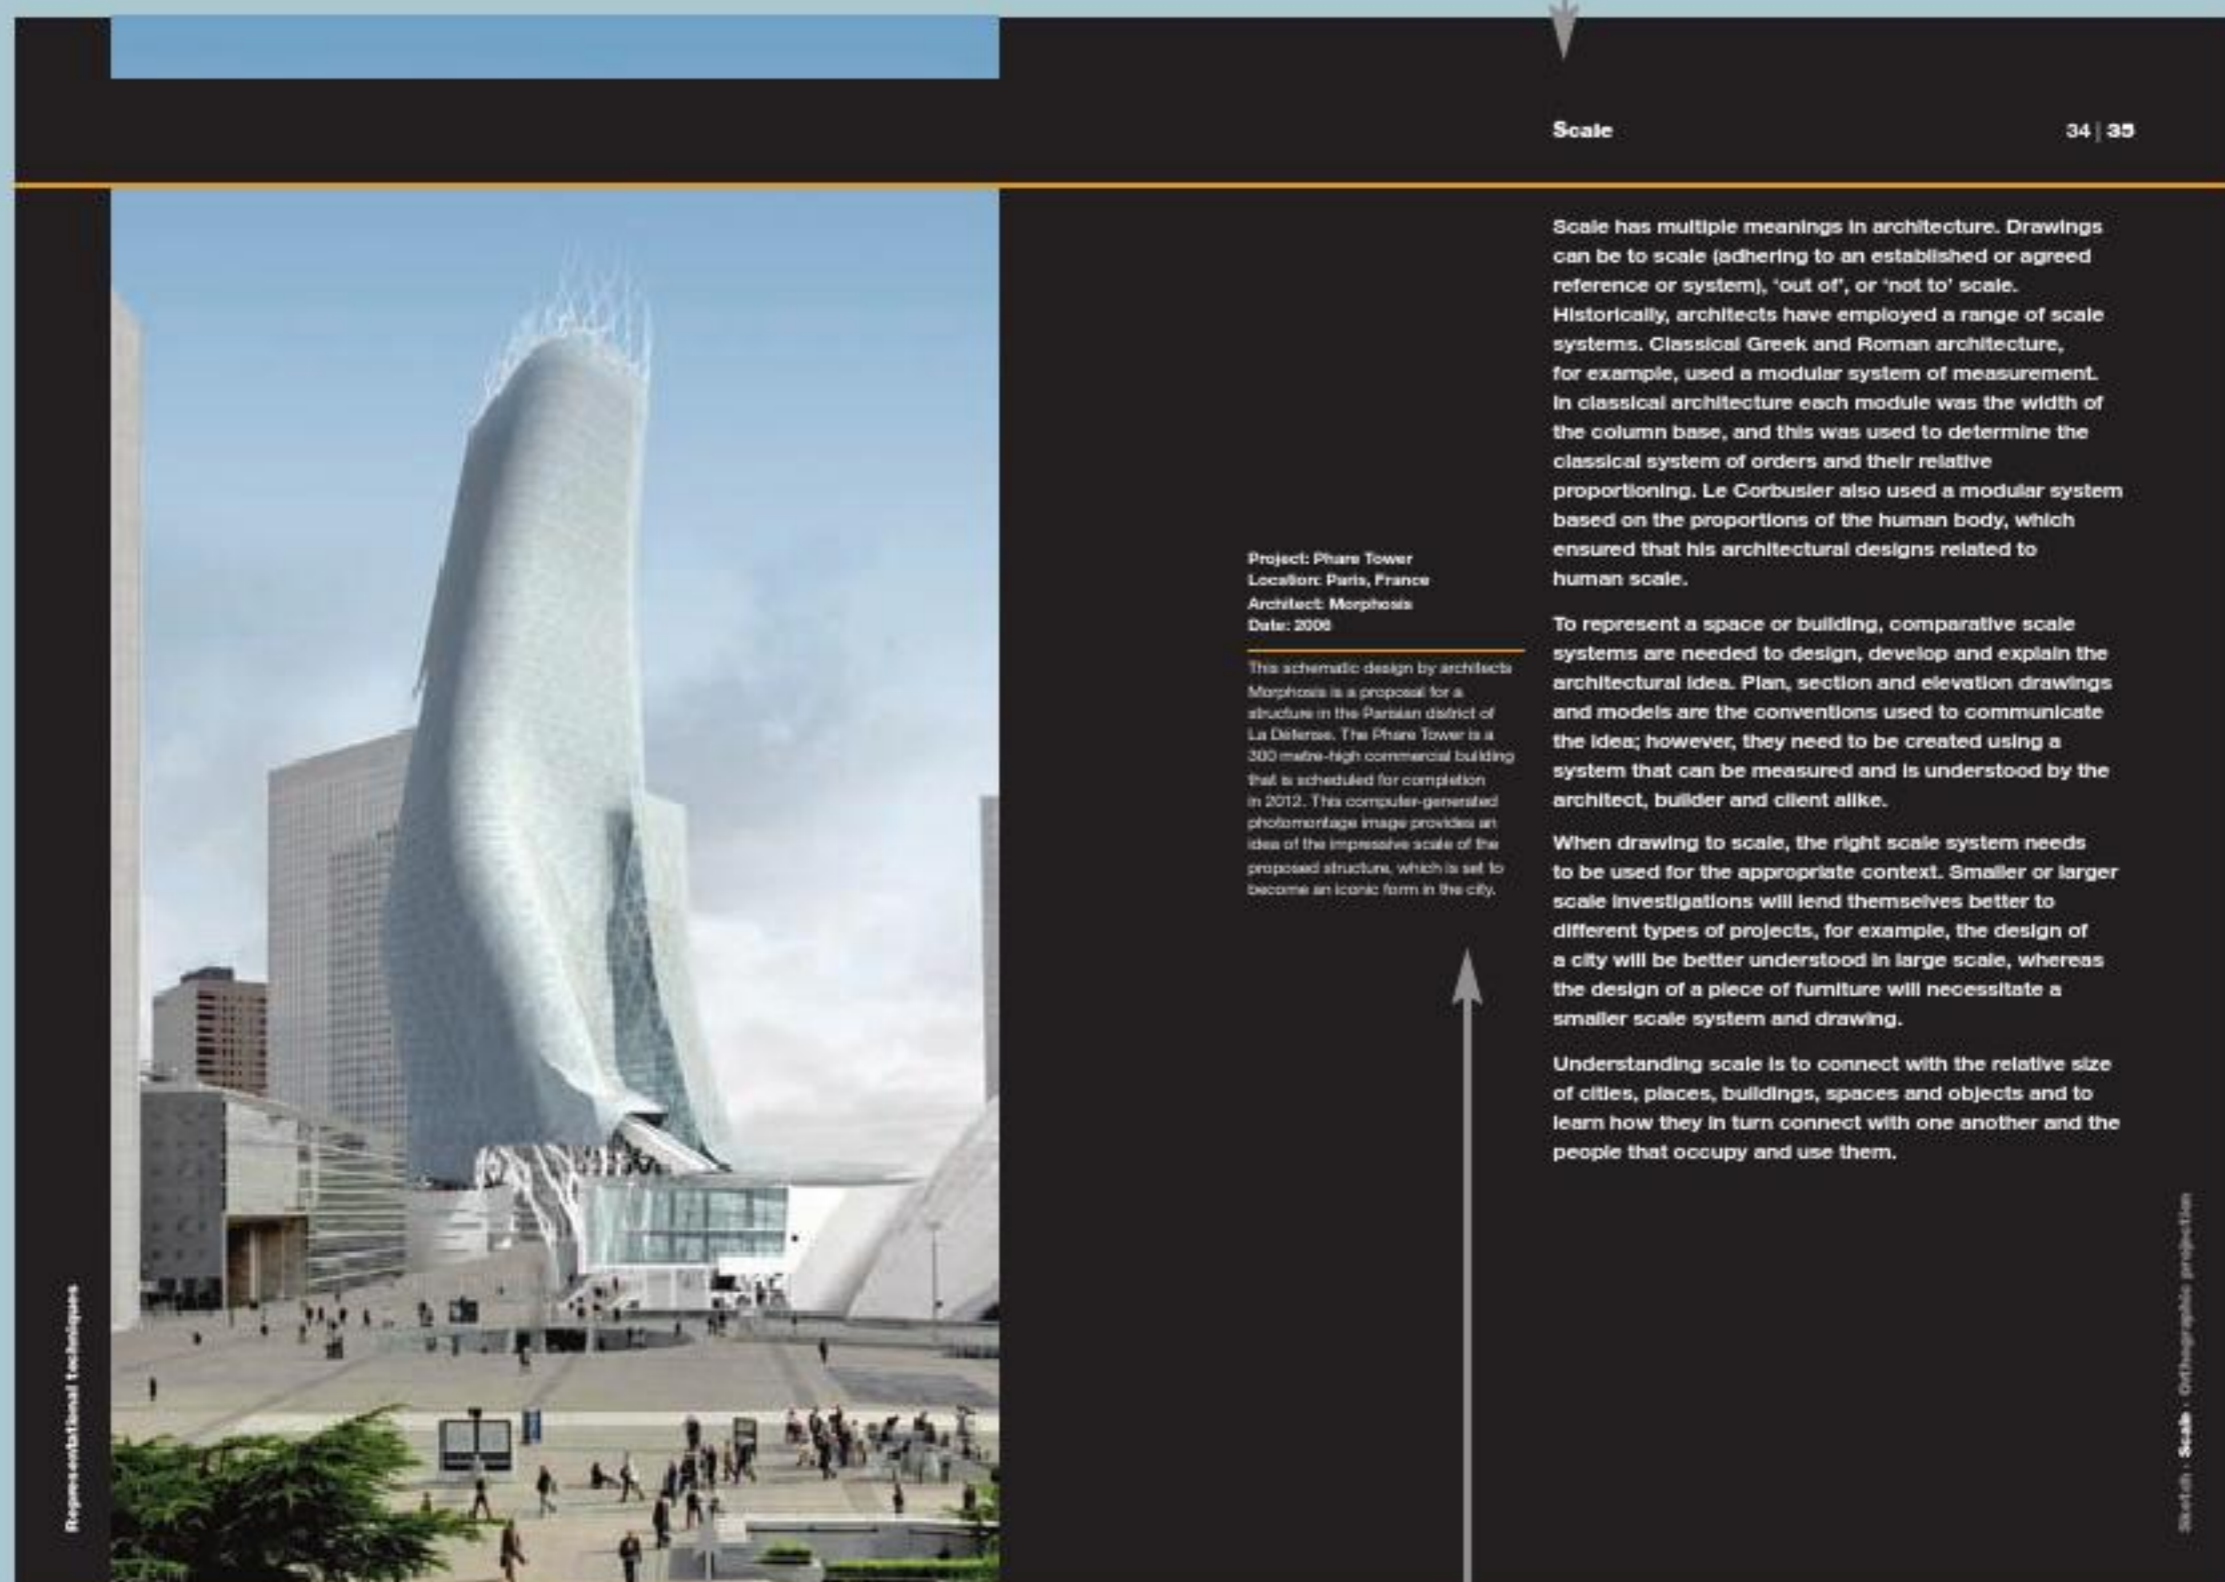 Scale
34 | 35
Scale has multiple meanings in architecture. Drawings
can be to scale (adhering to an established or agreed
reference or system), ‘out of’, or ‘not to’ scale.
Historically, architects have employed a range of scale
systems. Classical Greek and Roman architecture,
for example, used a modular system of measurement.
In classical architecture each module was the width of
the column base, and this was used to determine the
classical system of orders and their relative
proportioning. Le Corbusier also used a modular system
based on the proportions of the human body, which
ensured that his architectural designs related to
human scale.
To represent a space or building, comparative scale
systems are needed to design, develop and explain the
architectural idea. Plan, section and elevation drawings
and models are the conventions used to communicate
the idea; however, they need to be created using a
system that can be measured and is understood by the
architect, builder and client alike.
When drawing to scale, the right scale system needs
to be used for the appropriate context. Smaller or larger
scale investigations will lend themselves better to
different types of projects, for example, the design of
a city will be better understood in large scale, whereas
the design of a piece of furniture will necessitate a
smaller scale system and drawing.
Understanding scale is to connect with the relative size
of cities, places, buildings, spaces and objects and to
learn how they in turn connect with one another and the
people that occupy and use them.
Project: Phare Tower
Location: Paris, France
Architect: Morphosis
Date: 2006
This schematic design by architects
Morphosis is a proposal for a
structure in the Parisian district of
La Défense. The Phare Tower is a
300 metre-high commercial building
that is scheduled for completion
in 2012. This computer-generated
photomontage image provides an
idea of the impressive scale of the
proposed structure, which is set to
become an iconic form in the city.
Representational techniques
Sketch › Scale › Orthographic projection